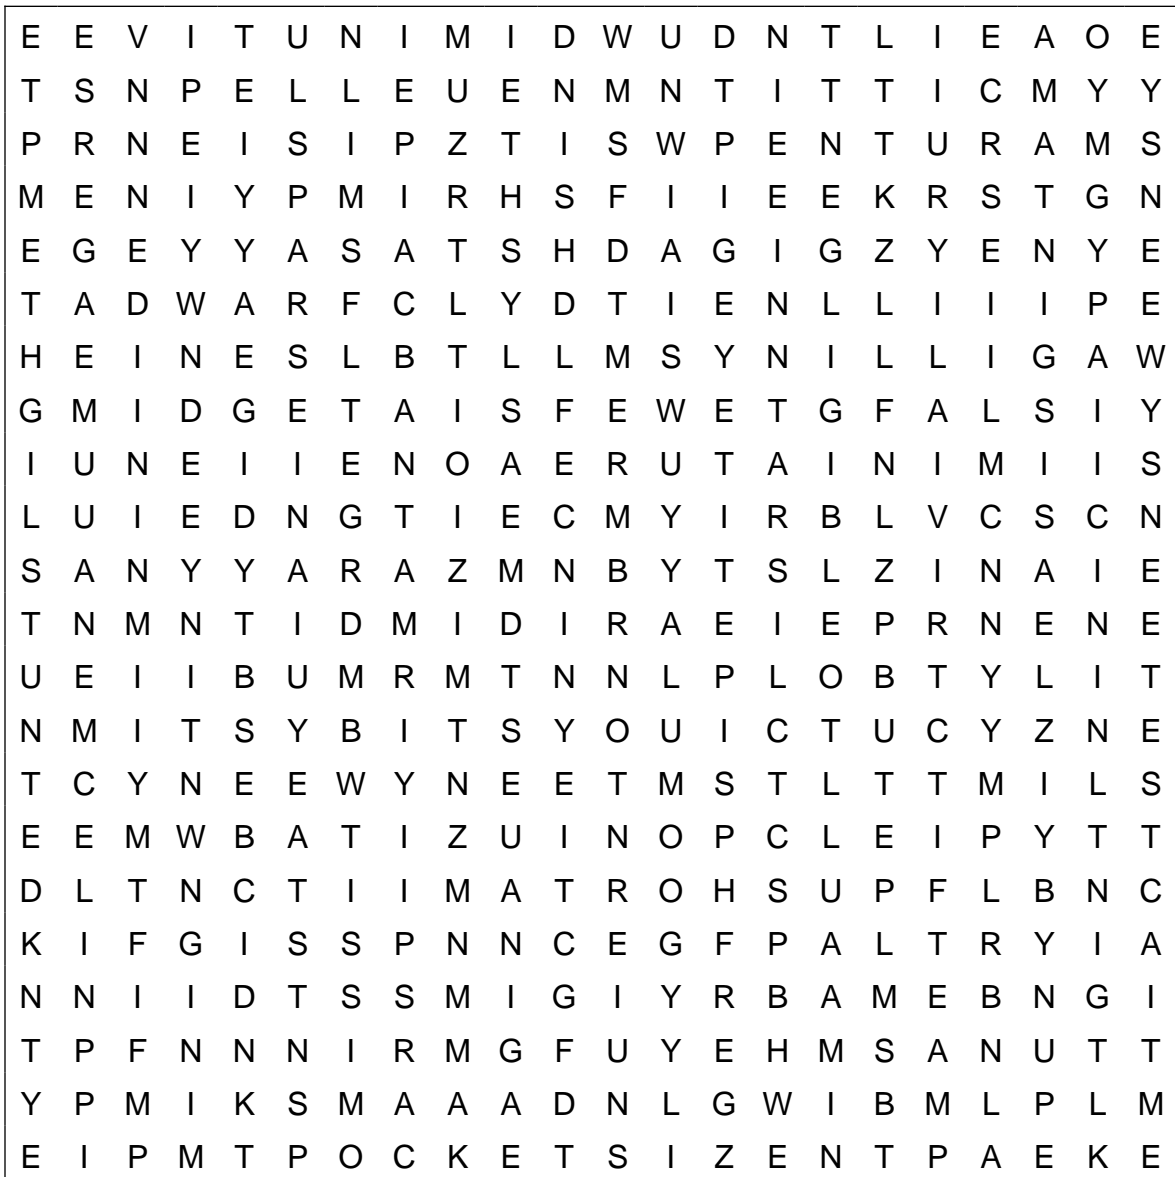 E E V I T U N I M I D W U D N T L I E A O E
T S N P E L L E U E N M N T I T T I C M Y Y
P R N E I S I P Z T I S W P E N T U R A M S
M E N I Y P M I R H S F I I E E K R S T G N
E G E Y Y A S A T S H D A G I G Z Y E N Y E
T A D W A R F C L Y D T I E N L L I I I P E
H E I N E S L B T L L M S Y N I L L I G A W
G M I D G E T A I S F E W E T G F A L S I Y
I U N E I I E N O A E R U T A I N I M I I S
L U I E D N G T I E C M Y I R B L V C S C N
S A N Y Y A R A Z M N B Y T S L Z I N A I E
T N M N T I D M I D I R A E I E P R N E N E
U E I I B U M R M T N N L P L O B T Y L I T
N M I T S Y B I T S Y O U I C T U C Y Z N E
T C Y N E E W Y N E E T M S T L T T M I L S
E E M W B A T I Z U I N O P C L E I P Y T T
D L T N C T I I M A T R O H S U P F L B N C
K I F G I S S P N N C E G F P A L T R Y I A
N N I I D T S S M I G I Y R B A M E B N G I
T P F N N N I R M G F U Y E H M S A N U T T
Y P M I K S M A A A D N L G W I B M L P L M
E I P M T P O C K E T S I Z E N T P A E K E